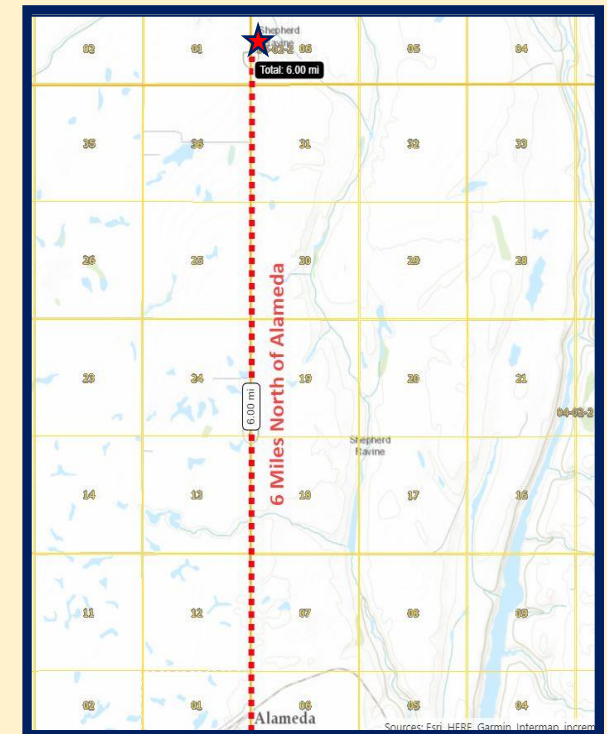 Shepherd
03 01 06 05 04
Total: 6.00 mi
35 36 31 32 33
26 25 30 29 28
6 Miles North of Alameda
23 24 19 20 21
6.00 mi
Shepherd
Ravine
14 13 18 17 16
11 12 07 08 09
02 01 06 05 04
Alameda
Sources: Esri, HERE, Garmin, Intermap, increm